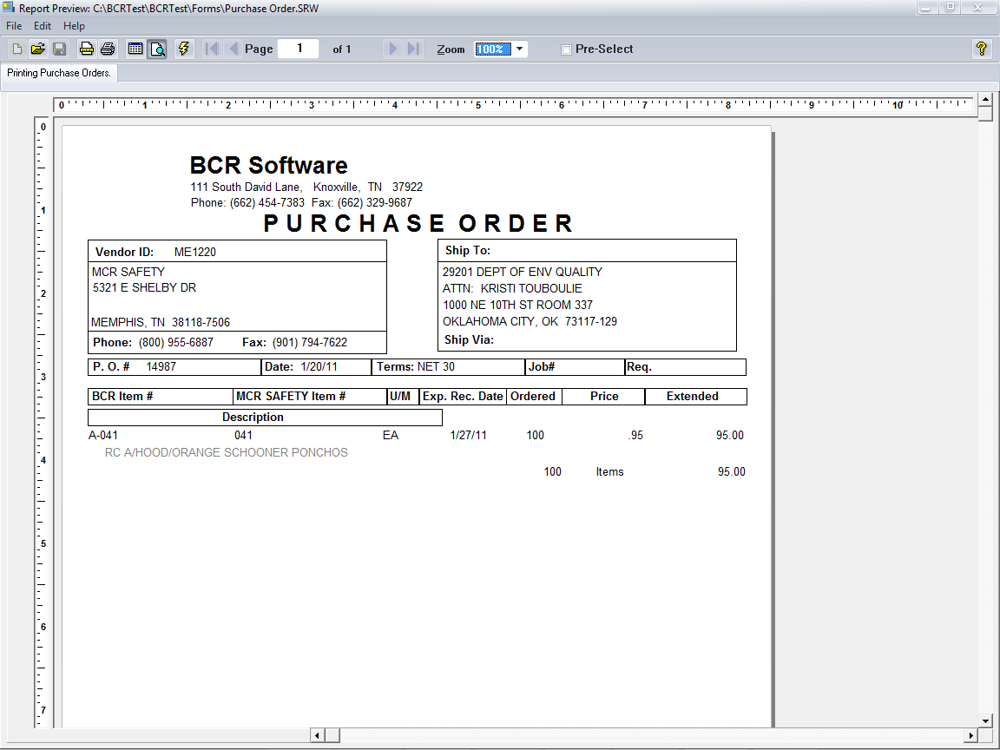 Report Preview: C:\BCRTest\BCRTest\Forms\Purchase Order.SRW
File Edit Help
Page 1 of 1 Zoom 100% Pre-Select
Printing Purchase Orders.
0 1 2 3 4 5 6 7 8 9 10
0
1
2
3
4
5
6
7
BCR Software
111 South David Lane, Knoxville, TN 37922
Phone: (662) 454-7383 Fax: (662) 329-9687
PURCHASE ORDER
Vendor ID: ME1220
MCR SAFETY
5321 E SHELBY DR
MEMPHIS, TN 38118-7506
Phone: (800) 955-6887 Fax: (901) 794-7622
Ship To:
29201 DEPT OF ENV QUALITY
ATTN: KRISTI TOUBOULIE
1000 NE 10TH ST ROOM 337
OKLAHOMA CITY, OK 73117-129
Ship Via:
P. O. # 14987 Date: 1/20/11 Terms: NET 30 Job# Req.
BCR Item # MCR SAFETY Item # U/M Exp. Rec. Date Ordered Price Extended
Description
A-041 041 EA 1/27/11 100 .95 95.00
RC A/HOOD/ORANGE SCHOONER PONCHOS
100 Items 95.00